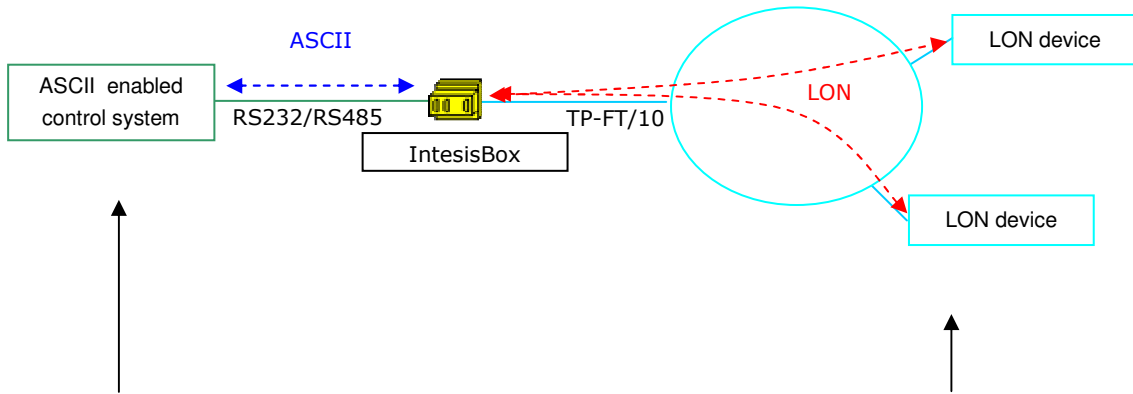 ASCII
LON device
ASCII enabled
control system
LON
RS232/RS485
TP-FT/10
IntesisBox
LON device